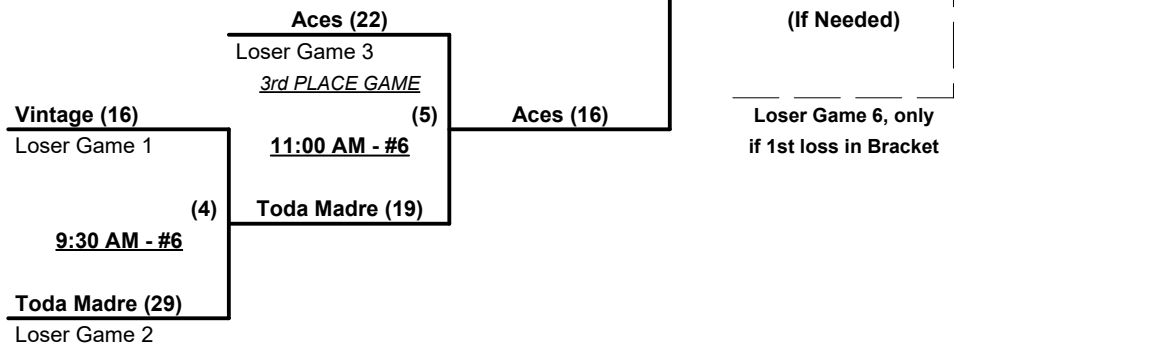 Aces (22)
(If Needed)
Loser Game 3
3rd PLACE GAME
Vintage (16)
(5)
Aces (16)
Loser Game 6, only
Loser Game 1
11:00 AM - #6
if 1st loss in Bracket
(4)
Toda Madre (19)
9:30 AM - #6
Toda Madre (29)
Loser Game 2